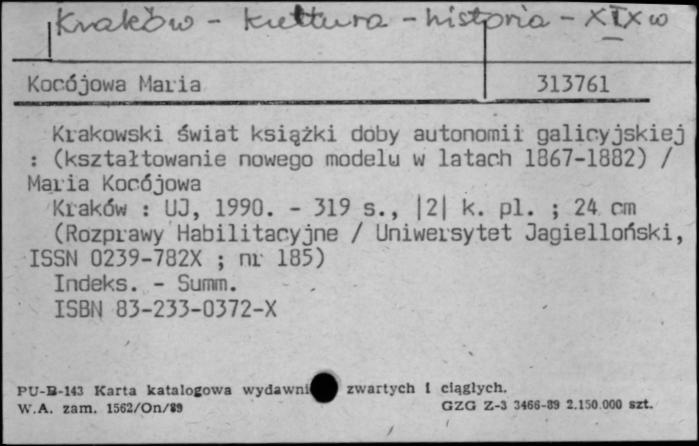 Kraków - kultura - historia - XIX w
Kocójowa Maria 313761
Krakowski świat książki doby autonomii galicyjskiej
: (kształtowanie nowego modelu w latach 1867-1882) /
Maria Kocójowa
Kraków : UJ, 1990. - 319 s., |2| k. pl. ; 24 cm
(Rozprawy Habilitacyjne / Uniwersytet Jagielloński,
ISSN 0239-782X ; nr 185)
Indeks. - Summ.
ISBN 83-233-0372-X
PU-B-143 Karta katalogowa wydawni zwartych i ciągłych.
W.A. zam. 1562/On/89 GZG Z-3 3466-89 2.150.000 szt.